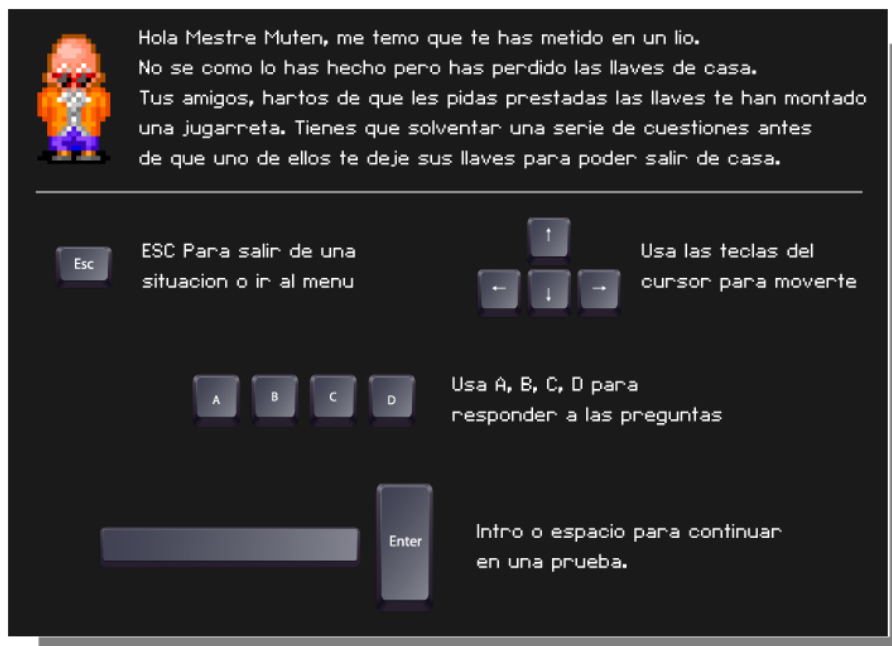 Hola Mestre Muten, me temo que te has metido en un lio.
No se como lo has hecho pero has perdido las llaves de casa.
Tus amigos, hartos de que les pidas prestadas las llaves te han montado
una jugarreta. Tienes que solventar una serie de cuestiones antes
de que uno de ellos te deje sus llaves para poder salir de casa.
Esc
ESC Para salir de una
situacion o ir al menu
↑
← ↓ →
Usa las teclas del
cursor para moverte
A B C D
Usa A, B, C, D para
responder a las preguntas
Enter
Intro o espacio para continuar
en una prueba.